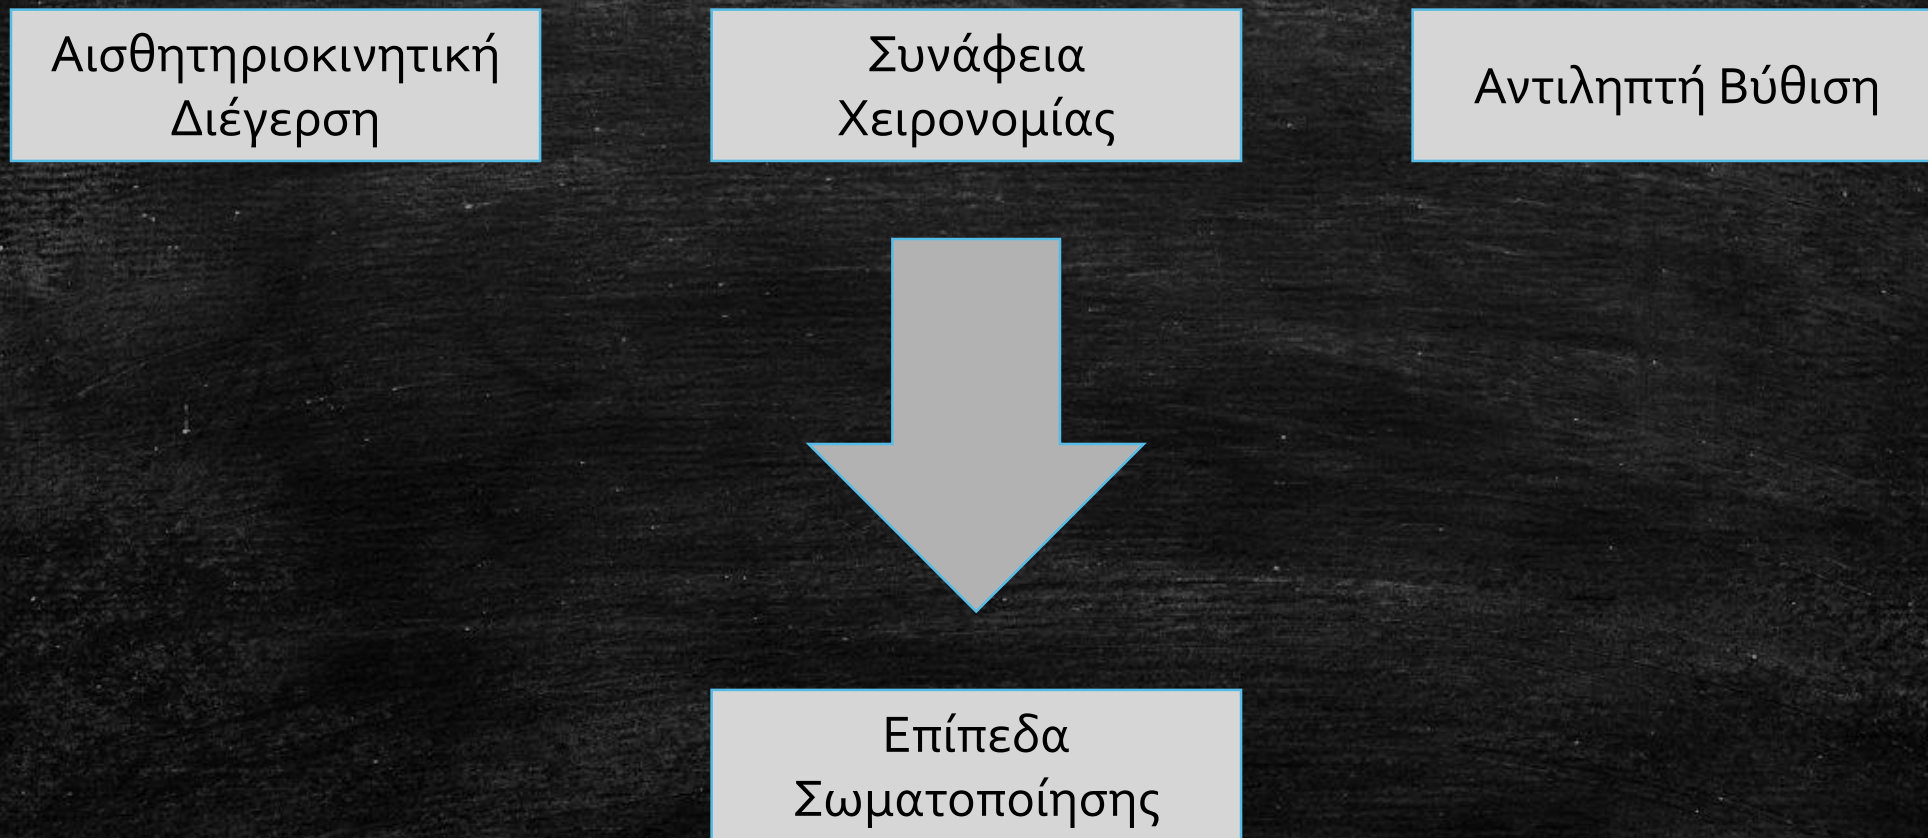 Αισθητηριοκινητική
Διέγερση
Συνάφεια
Χειρονομίας
Αντιληπτή Βύθιση
Επίπεδα
Σωματοποίησης